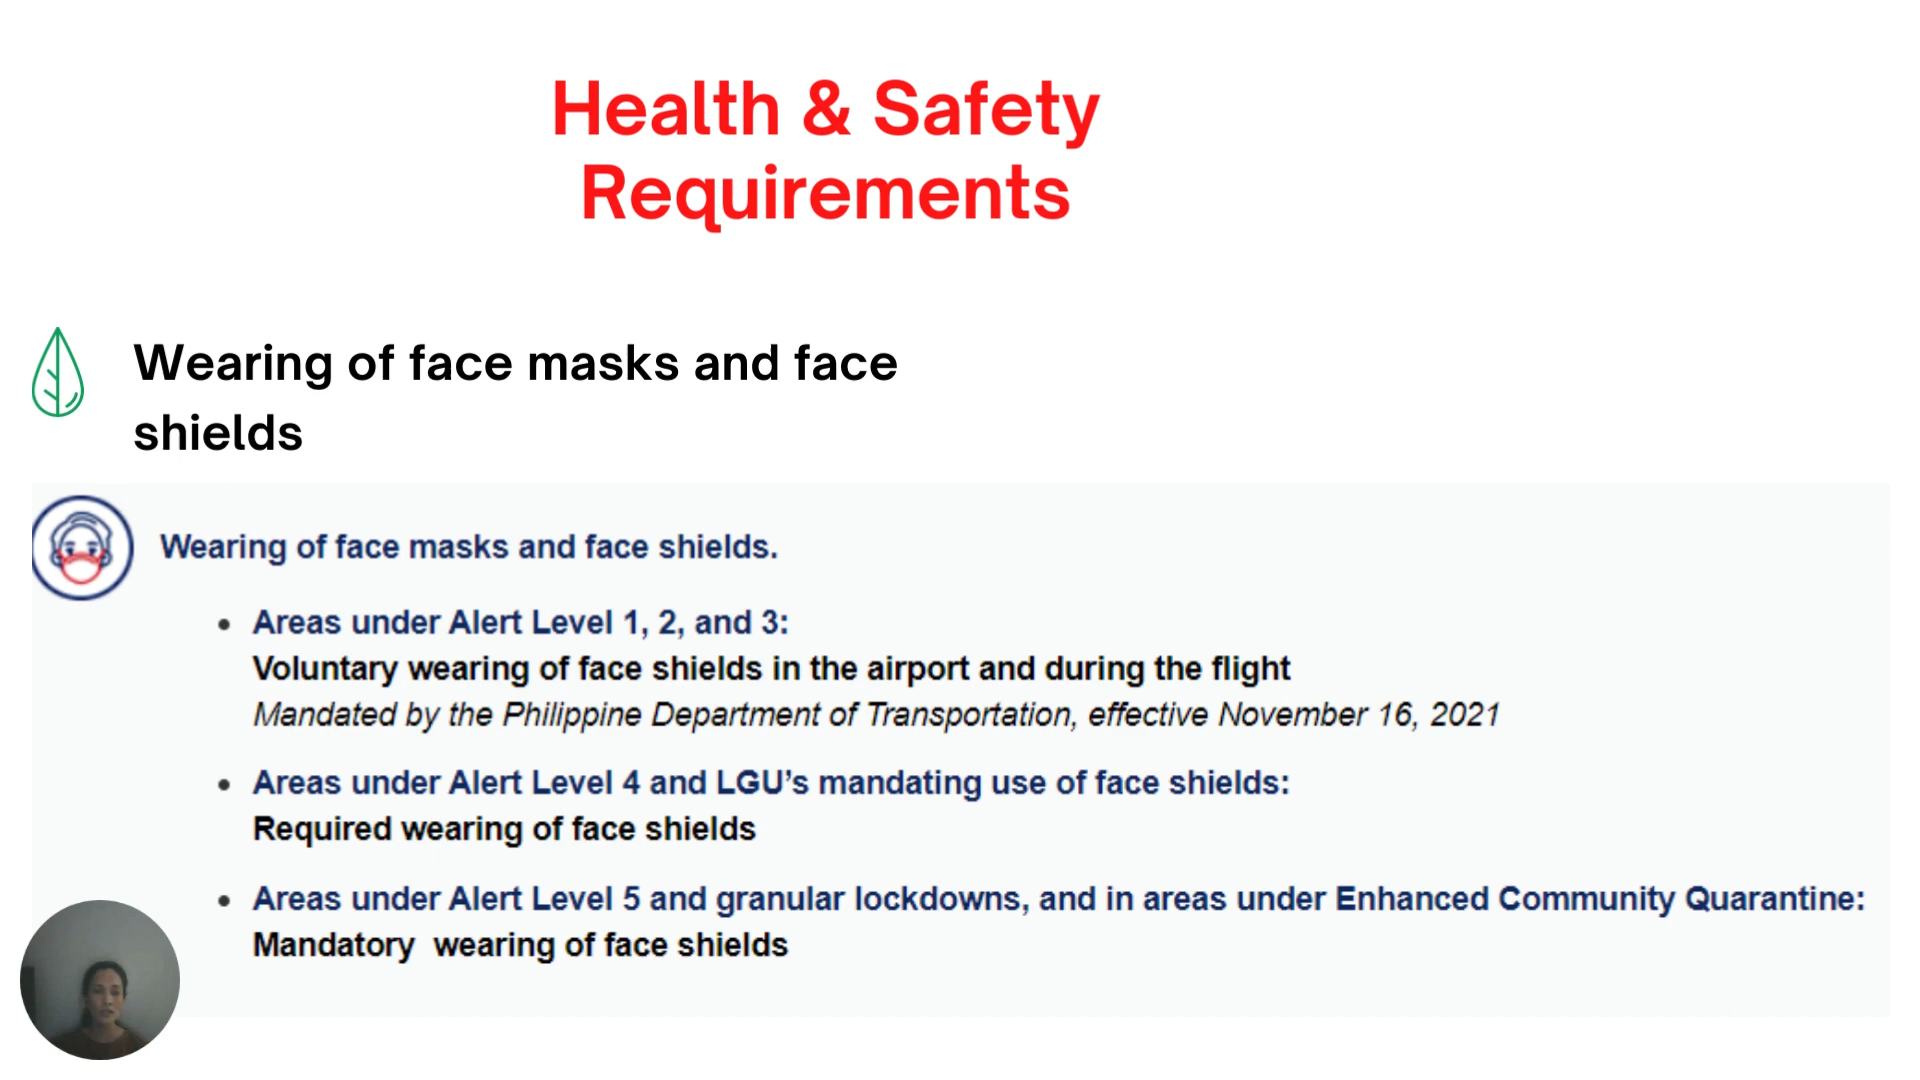 Health & Safety
Requirements
Wearing of face masks and face
shields
Wearing of face masks and face shields.
• Areas under Alert Level 1, 2, and 3:
Voluntary wearing of face shields in the airport and during the flight
Mandated by the Philippine Department of Transportation, effective November 16, 2021
• Areas under Alert Level 4 and LGU’s mandating use of face shields:
Required wearing of face shields
• Areas under Alert Level 5 and granular lockdowns, and in areas under Enhanced Community Quarantine:
Mandatory  wearing of face shields